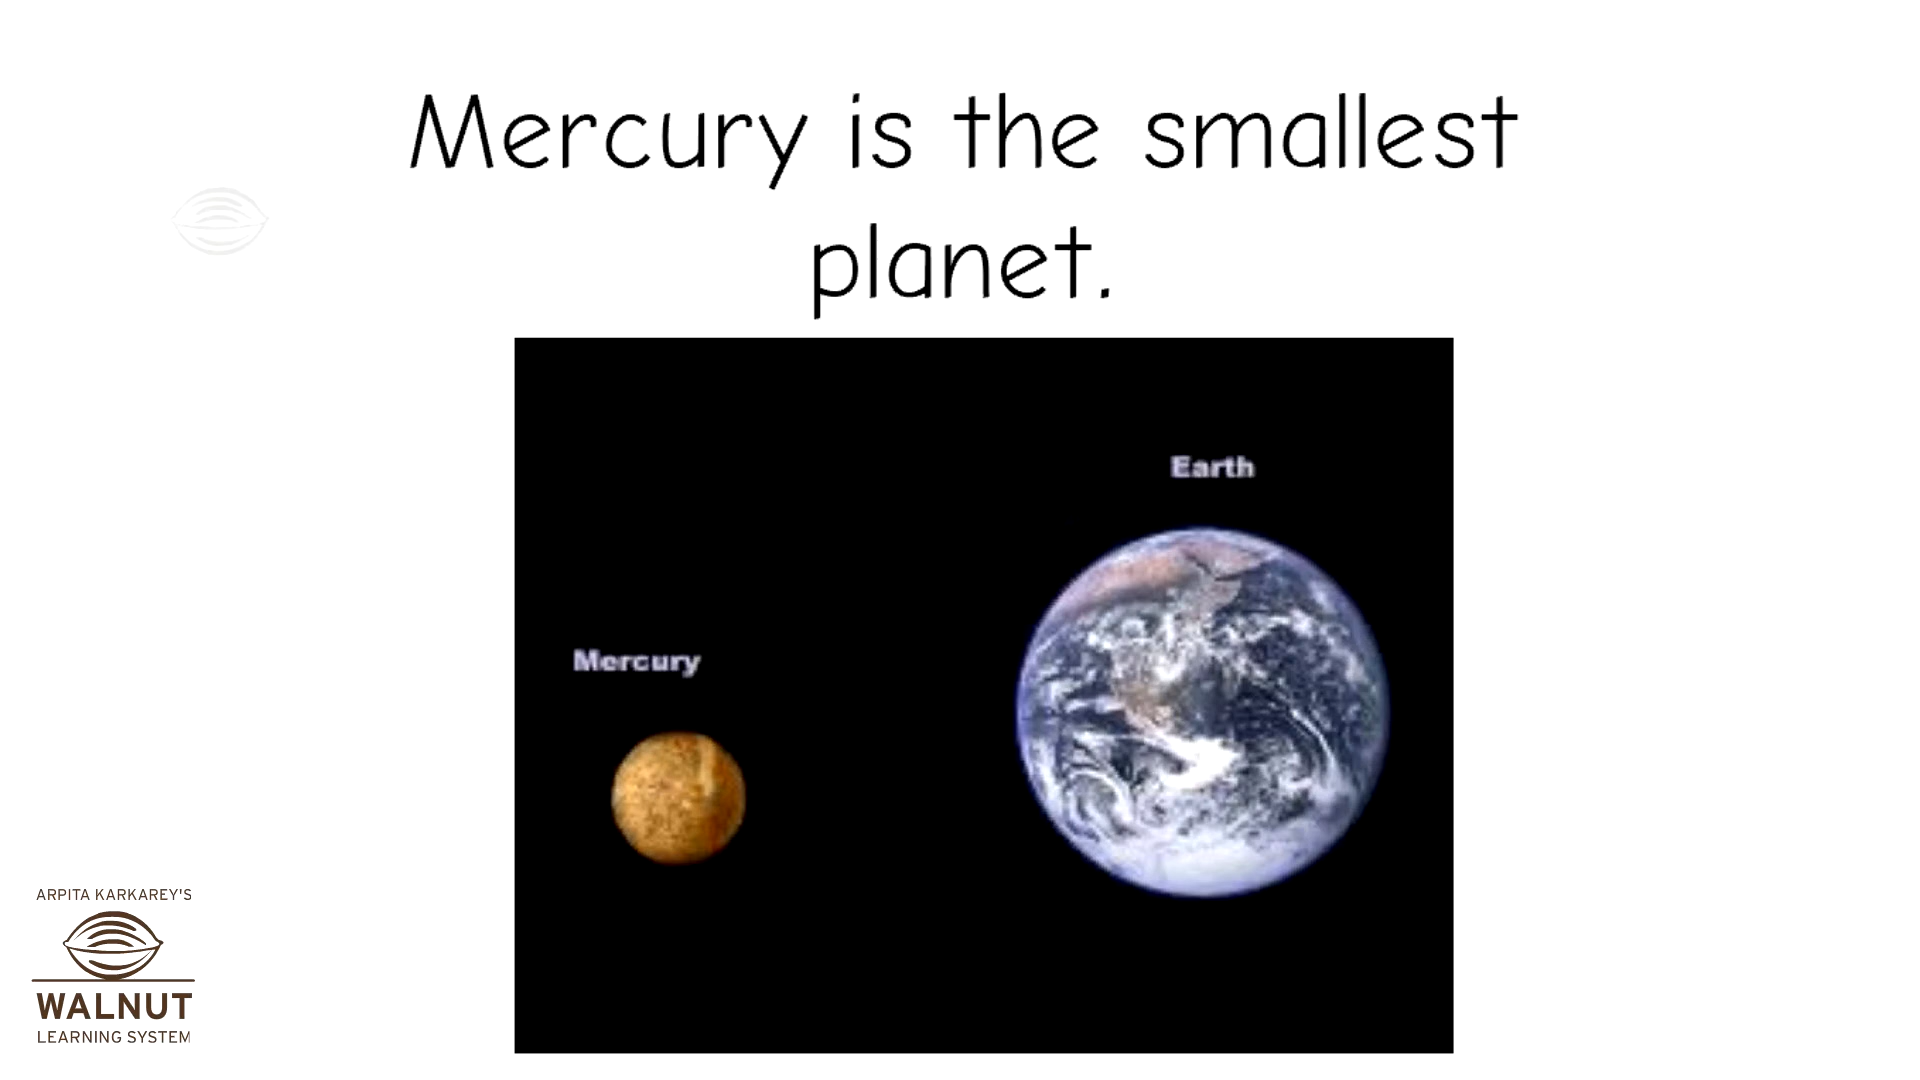 Mercury is the smallest
planet.
Earth
Mercury
ARPITA KARKAREY'S
WALNUT
LEARNING SYSTEM